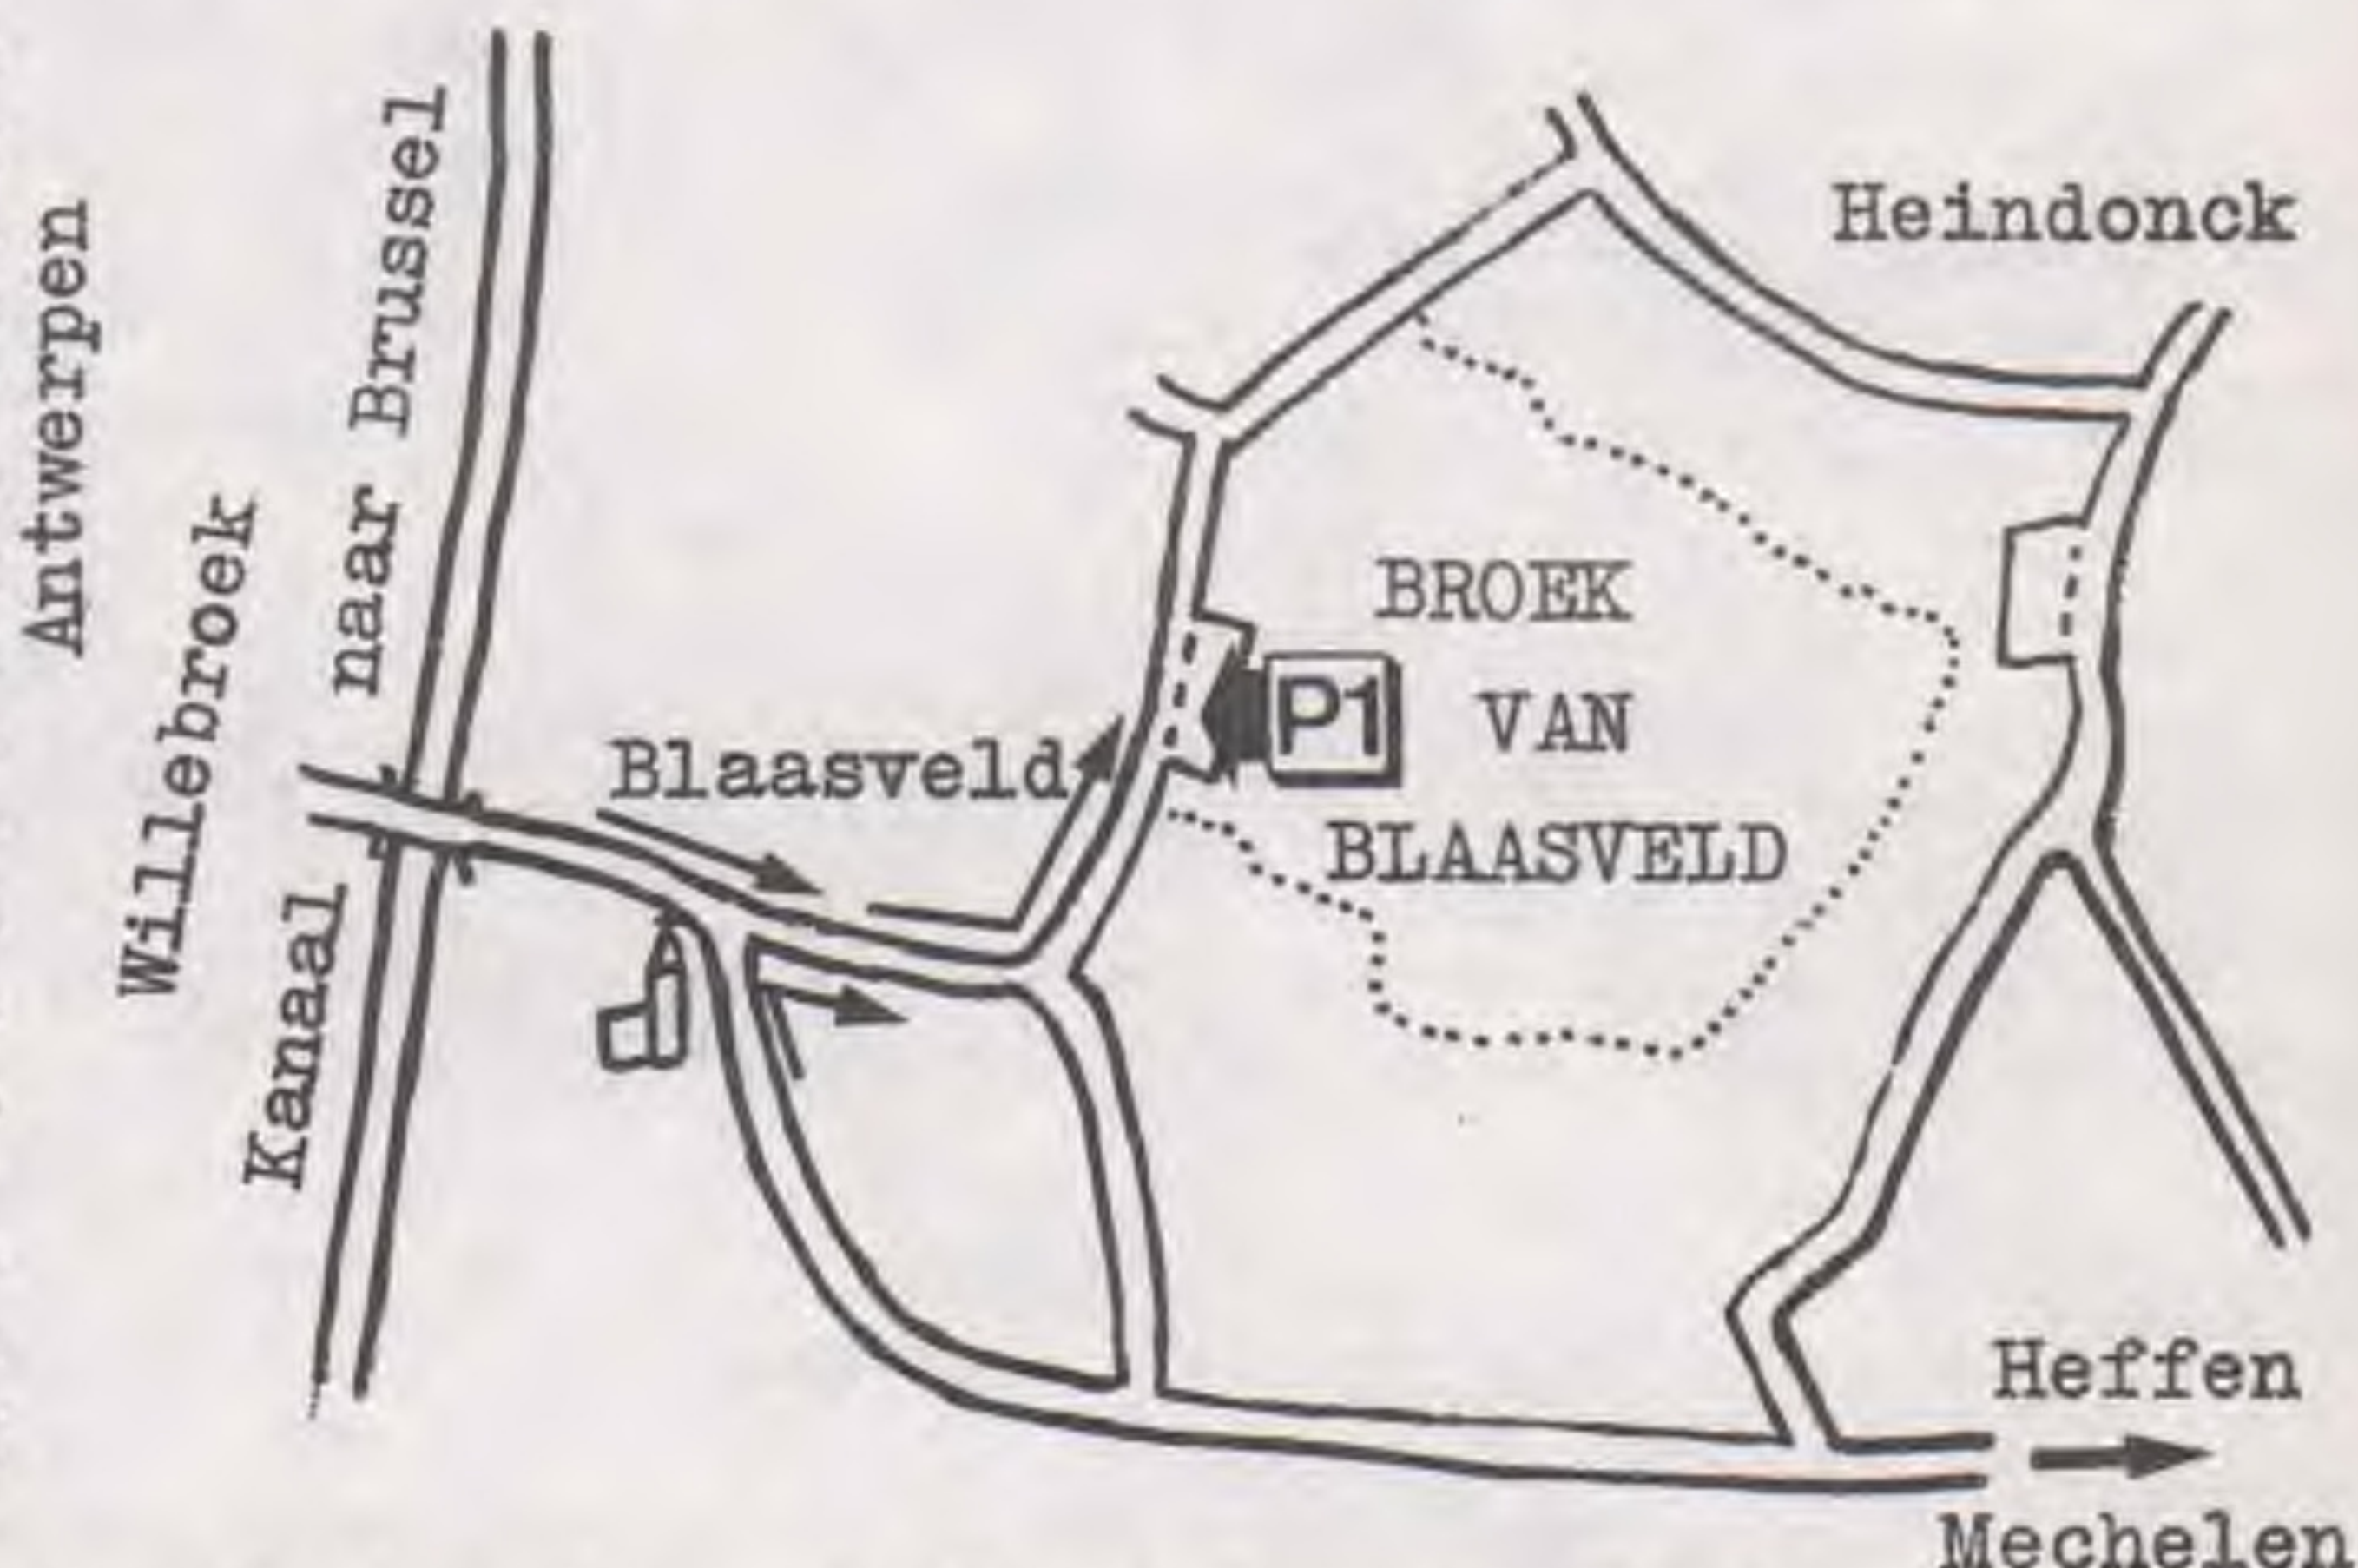 Antwerpen
Willebroek
Kanaal naar Brussel
Heindonck
Blaasveld
P1
BROEK
VAN
BLAASVELD
Heffen
Mechelen